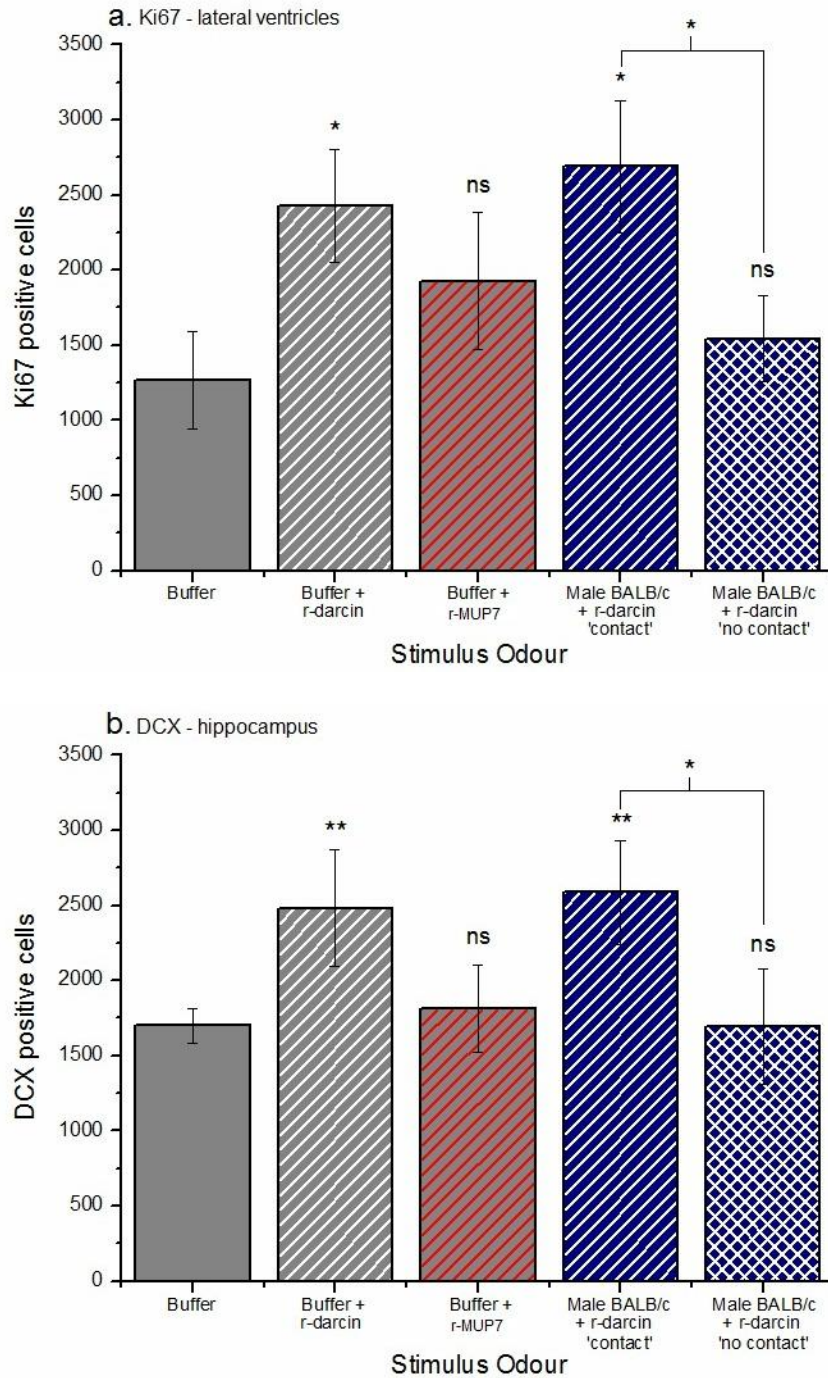 a. Ki67 - lateral ventricles
3500
3000
2500
2000
1500
1000
500
0
Ki67 positive cells
*
ns
*
*
ns
Buffer
Buffer +
r-darcin
Buffer +
r-MUP7
Male BALB/c
+ r-darcin
'contact'
Male BALB/c
+ r-darcin
'no contact'
Stimulus Odour
b. DCX - hippocampus
3500
3000
2500
2000
1500
1000
500
0
DCX positive cells
**
ns
**
*
ns
Buffer
Buffer +
r-darcin
Buffer +
r-MUP7
Male BALB/c
+ r-darcin
'contact'
Male BALB/c
+ r-darcin
'no contact'
Stimulus Odour